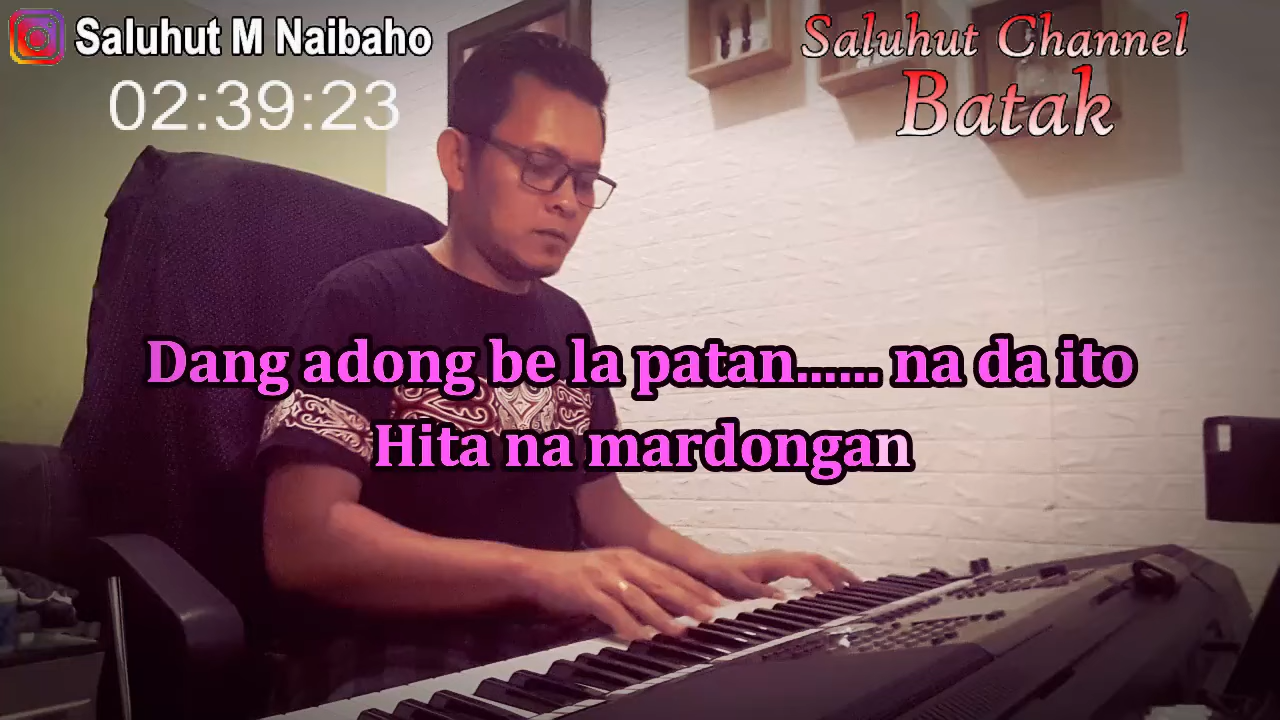 Saluhut M Naibaho
02:39:23
Saluhut Channel
Batak
Dang adong be la patan...... na da ito
Hita na mardongan